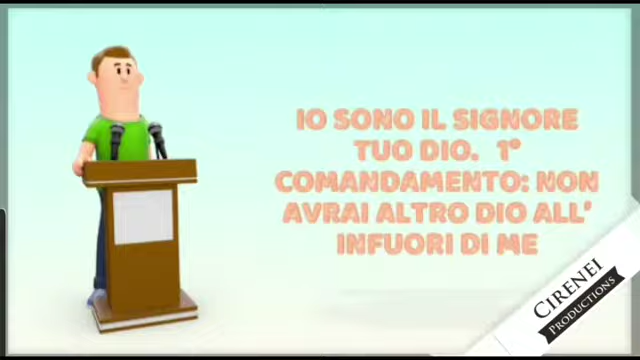 IO SONO IL SIGNORE
TUO DIO. 1°
COMANDAMENTO: NON
AVRAI ALTRO DIO ALL'
INFUORI DI ME
CIRENEI
PRODUCTIONS